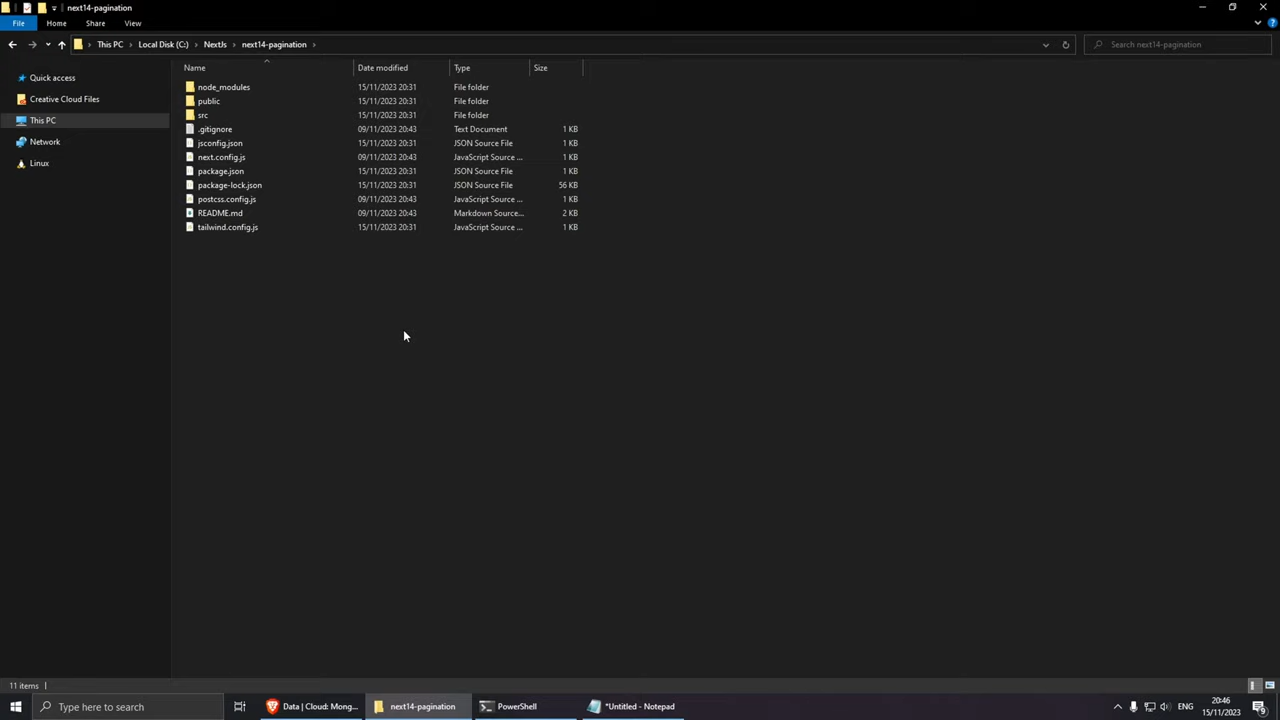 next14-pagination
File Home Share View
This PC Local Disk (C:) NextJs next14-pagination Search next14-pagination
Name Date modified Type Size
Quick access
Creative Cloud Files
This PC
Network
Linux
node_modules 15/11/2023 20:31 File folder
public 15/11/2023 20:31 File folder
src 15/11/2023 20:31 File folder
.gitignore 09/11/2023 20:43 Text Document 1 KB
jsconfig.json 15/11/2023 20:31 JSON Source File 1 KB
next.config.js 09/11/2023 20:43 JavaScript Source ... 1 KB
package.json 15/11/2023 20:31 JSON Source File 1 KB
package-lock.json 15/11/2023 20:31 JSON Source File 56 KB
postcss.config.js 09/11/2023 20:43 JavaScript Source ... 1 KB
README.md 09/11/2023 20:43 Markdown Source... 2 KB
tailwind.config.js 15/11/2023 20:31 JavaScript Source ... 1 KB
11 items
Type here to search Data | Cloud: Mong... next14-pagination PowerShell *Untitled - Notepad ENG 20:46
15/11/2023 9